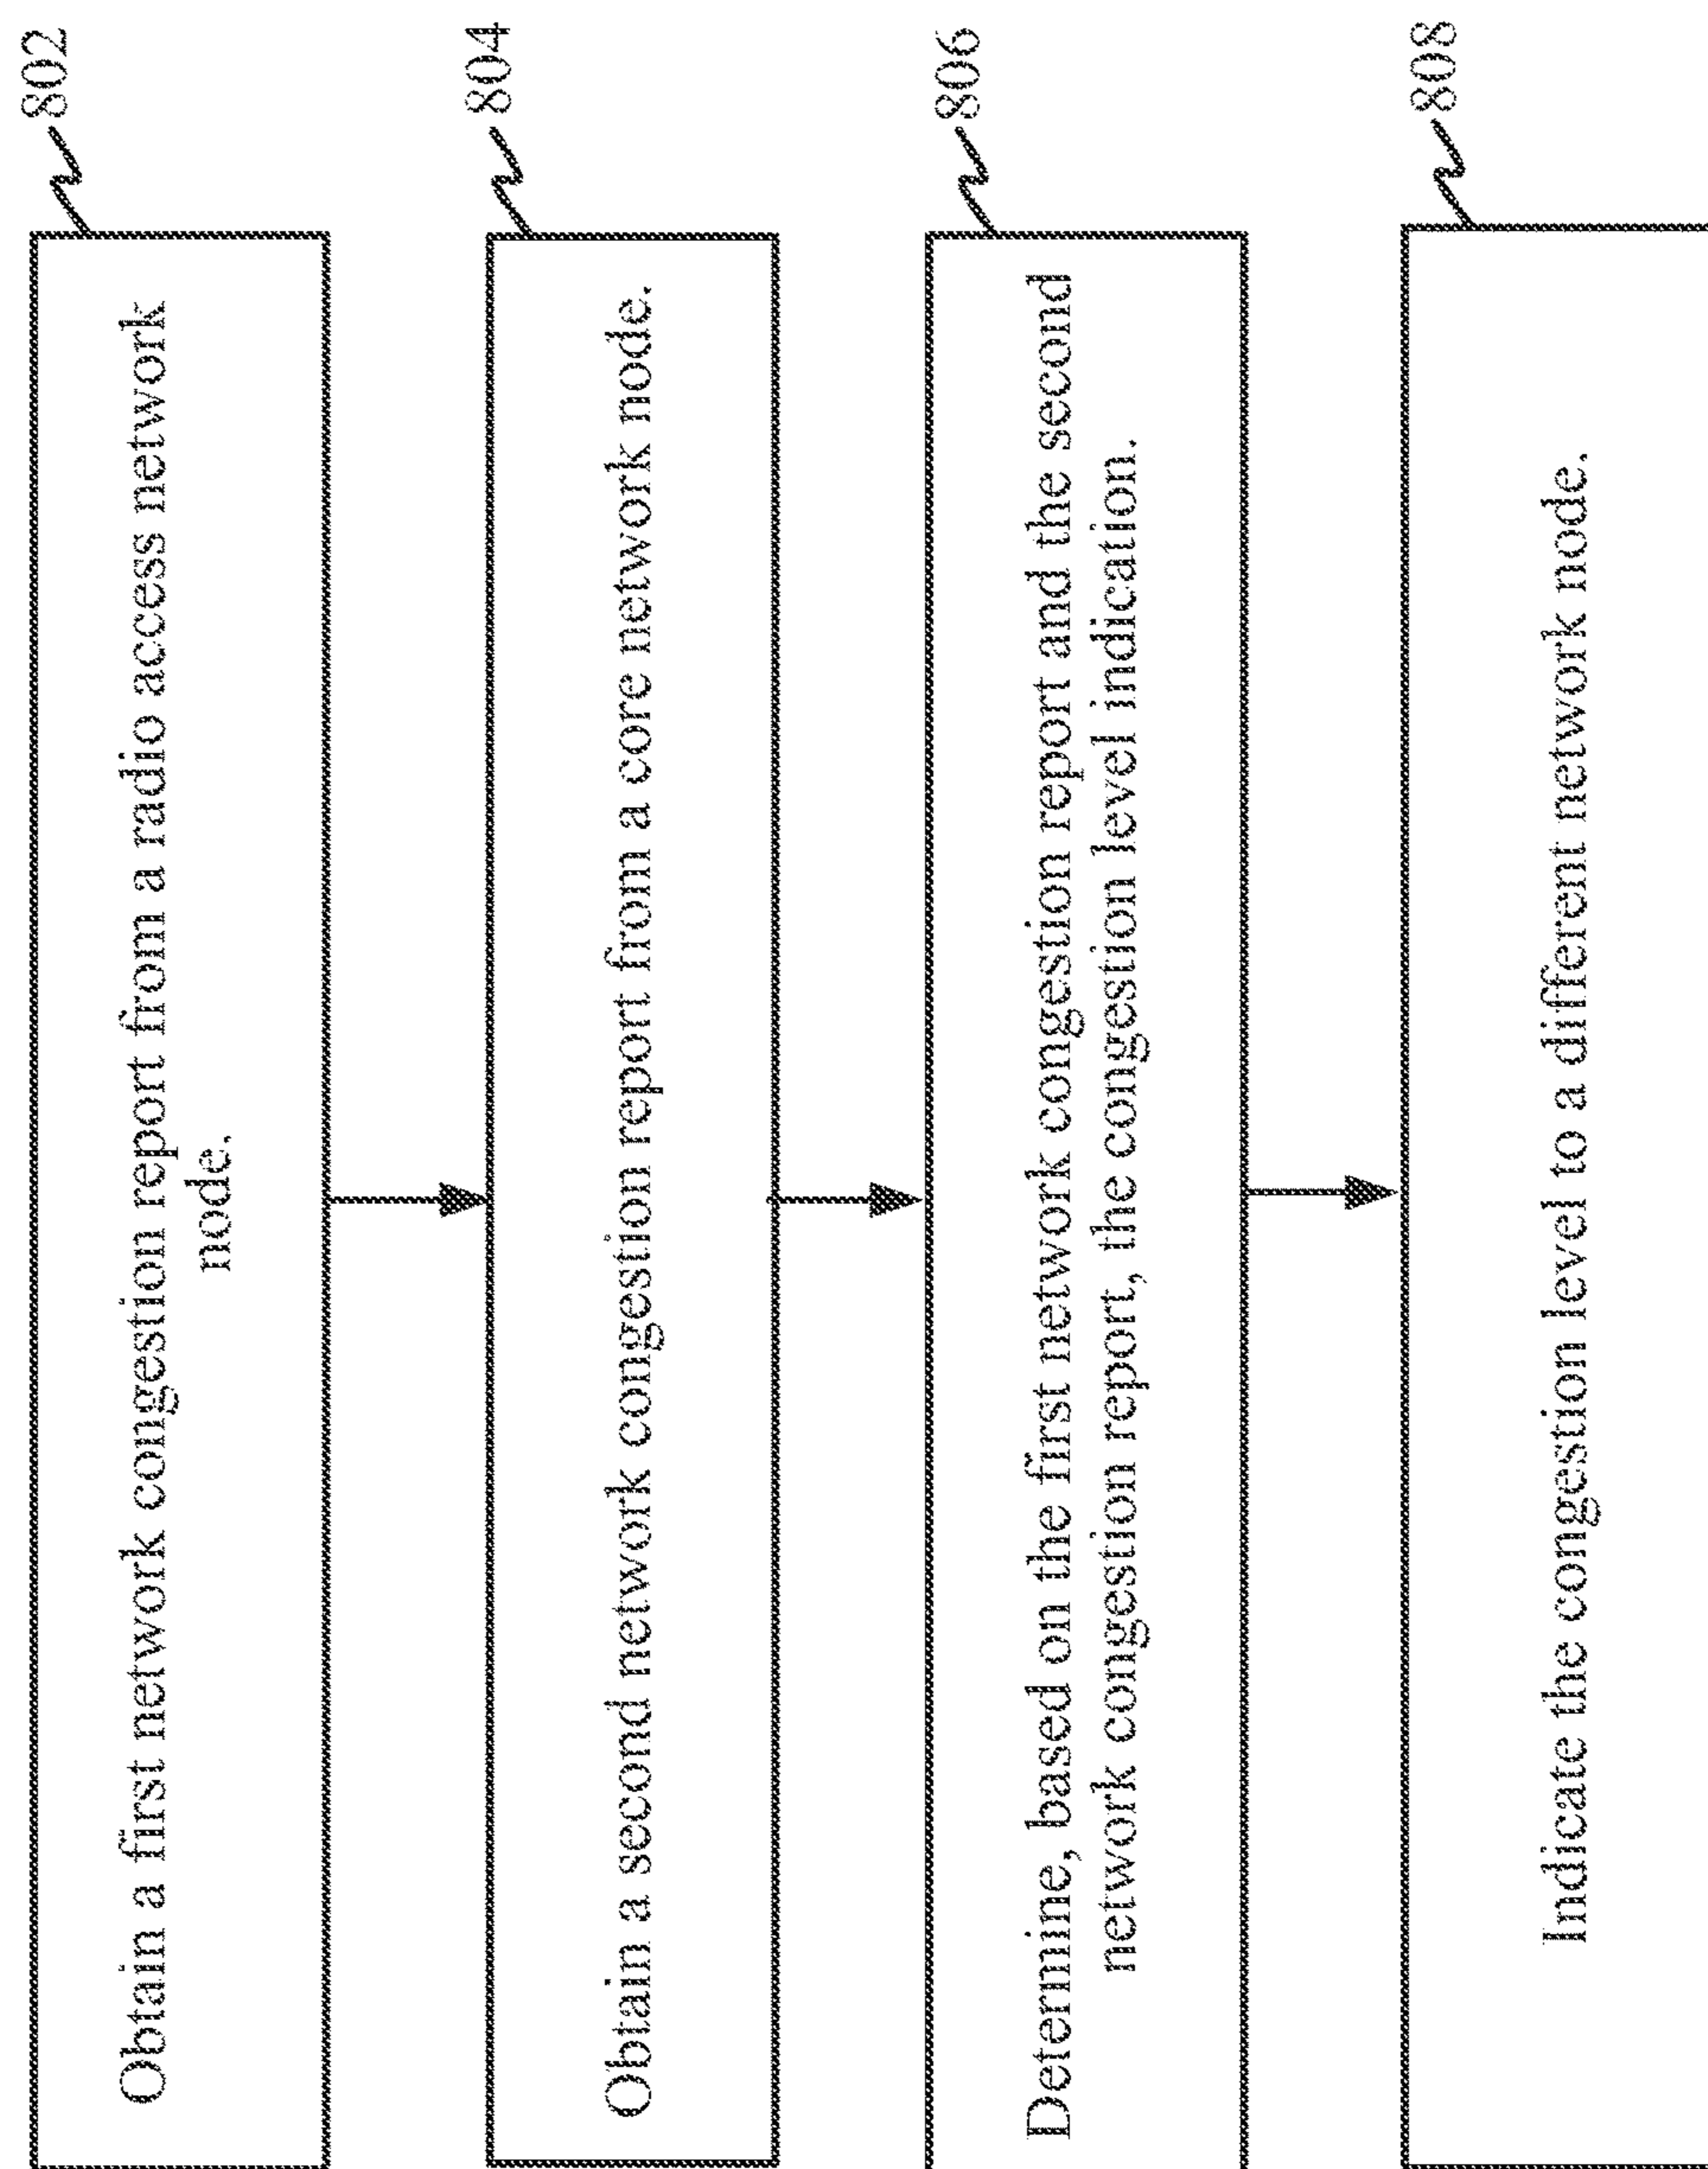 802
Obtain a first network congestion report from a radio access network
node.
804
Obtain a second network congestion report from a core network node.
806
Determine, based on the first network congestion report and the second
network congestion report, the congestion level indication.
808
Indicate the congestion level to a different network node.